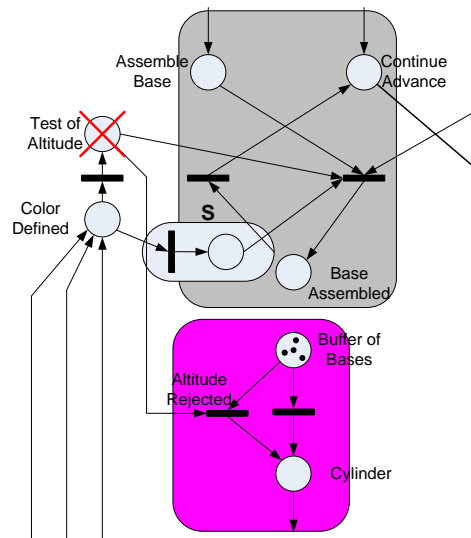 Assemble
Base
Continue
Advance
Test of
Altitude
Color
Defined
S
Base
Assembled
Buffer of
Bases
Altitude
Rejected
Cylinder